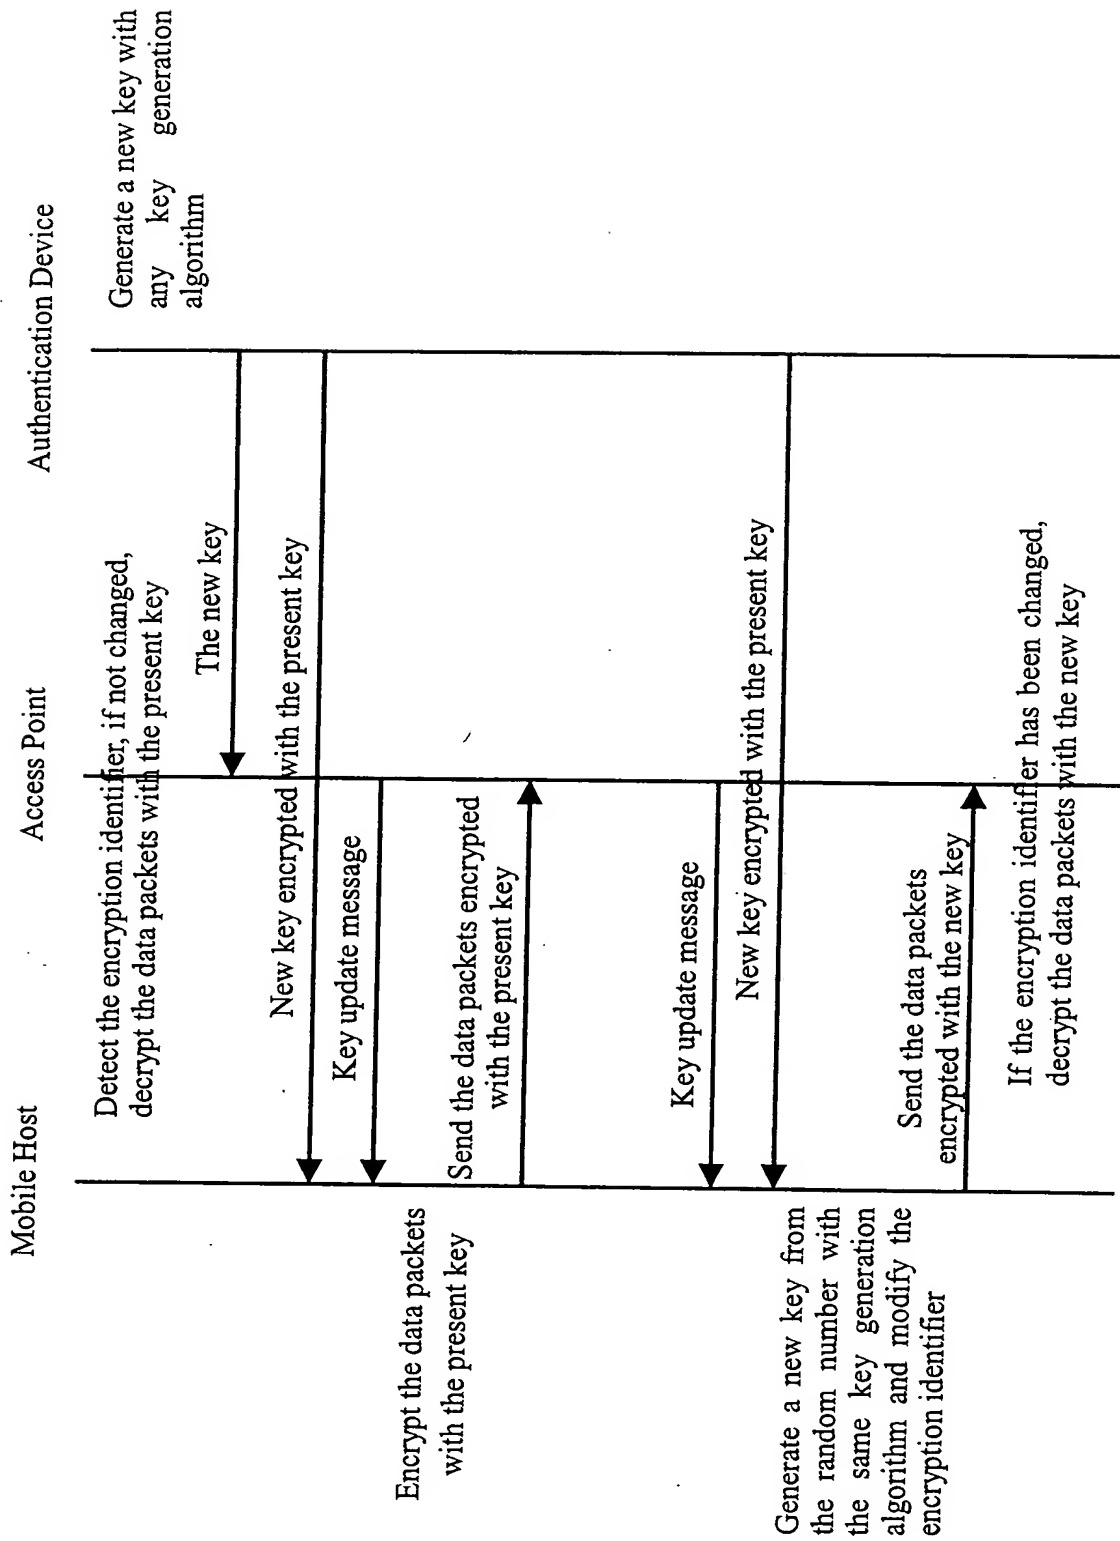 Mobile Host
Access Point
Authentication Device
Generate a new key with
any key generation
algorithm
Detect the encryption identifier, if not changed,
decrypt the data packets with the present key
The new key
New key encrypted with the present key
Key update message
Encrypt the data packets
with the present key
Send the data packets encrypted
with the present key
Key update message
New key encrypted with the present key
Generate a new key from
the random number with
the same key generation
algorithm and modify the
encryption identifier
Send the data packets
encrypted with the new key
If the encryption identifier has been changed,
decrypt the data packets with the new key